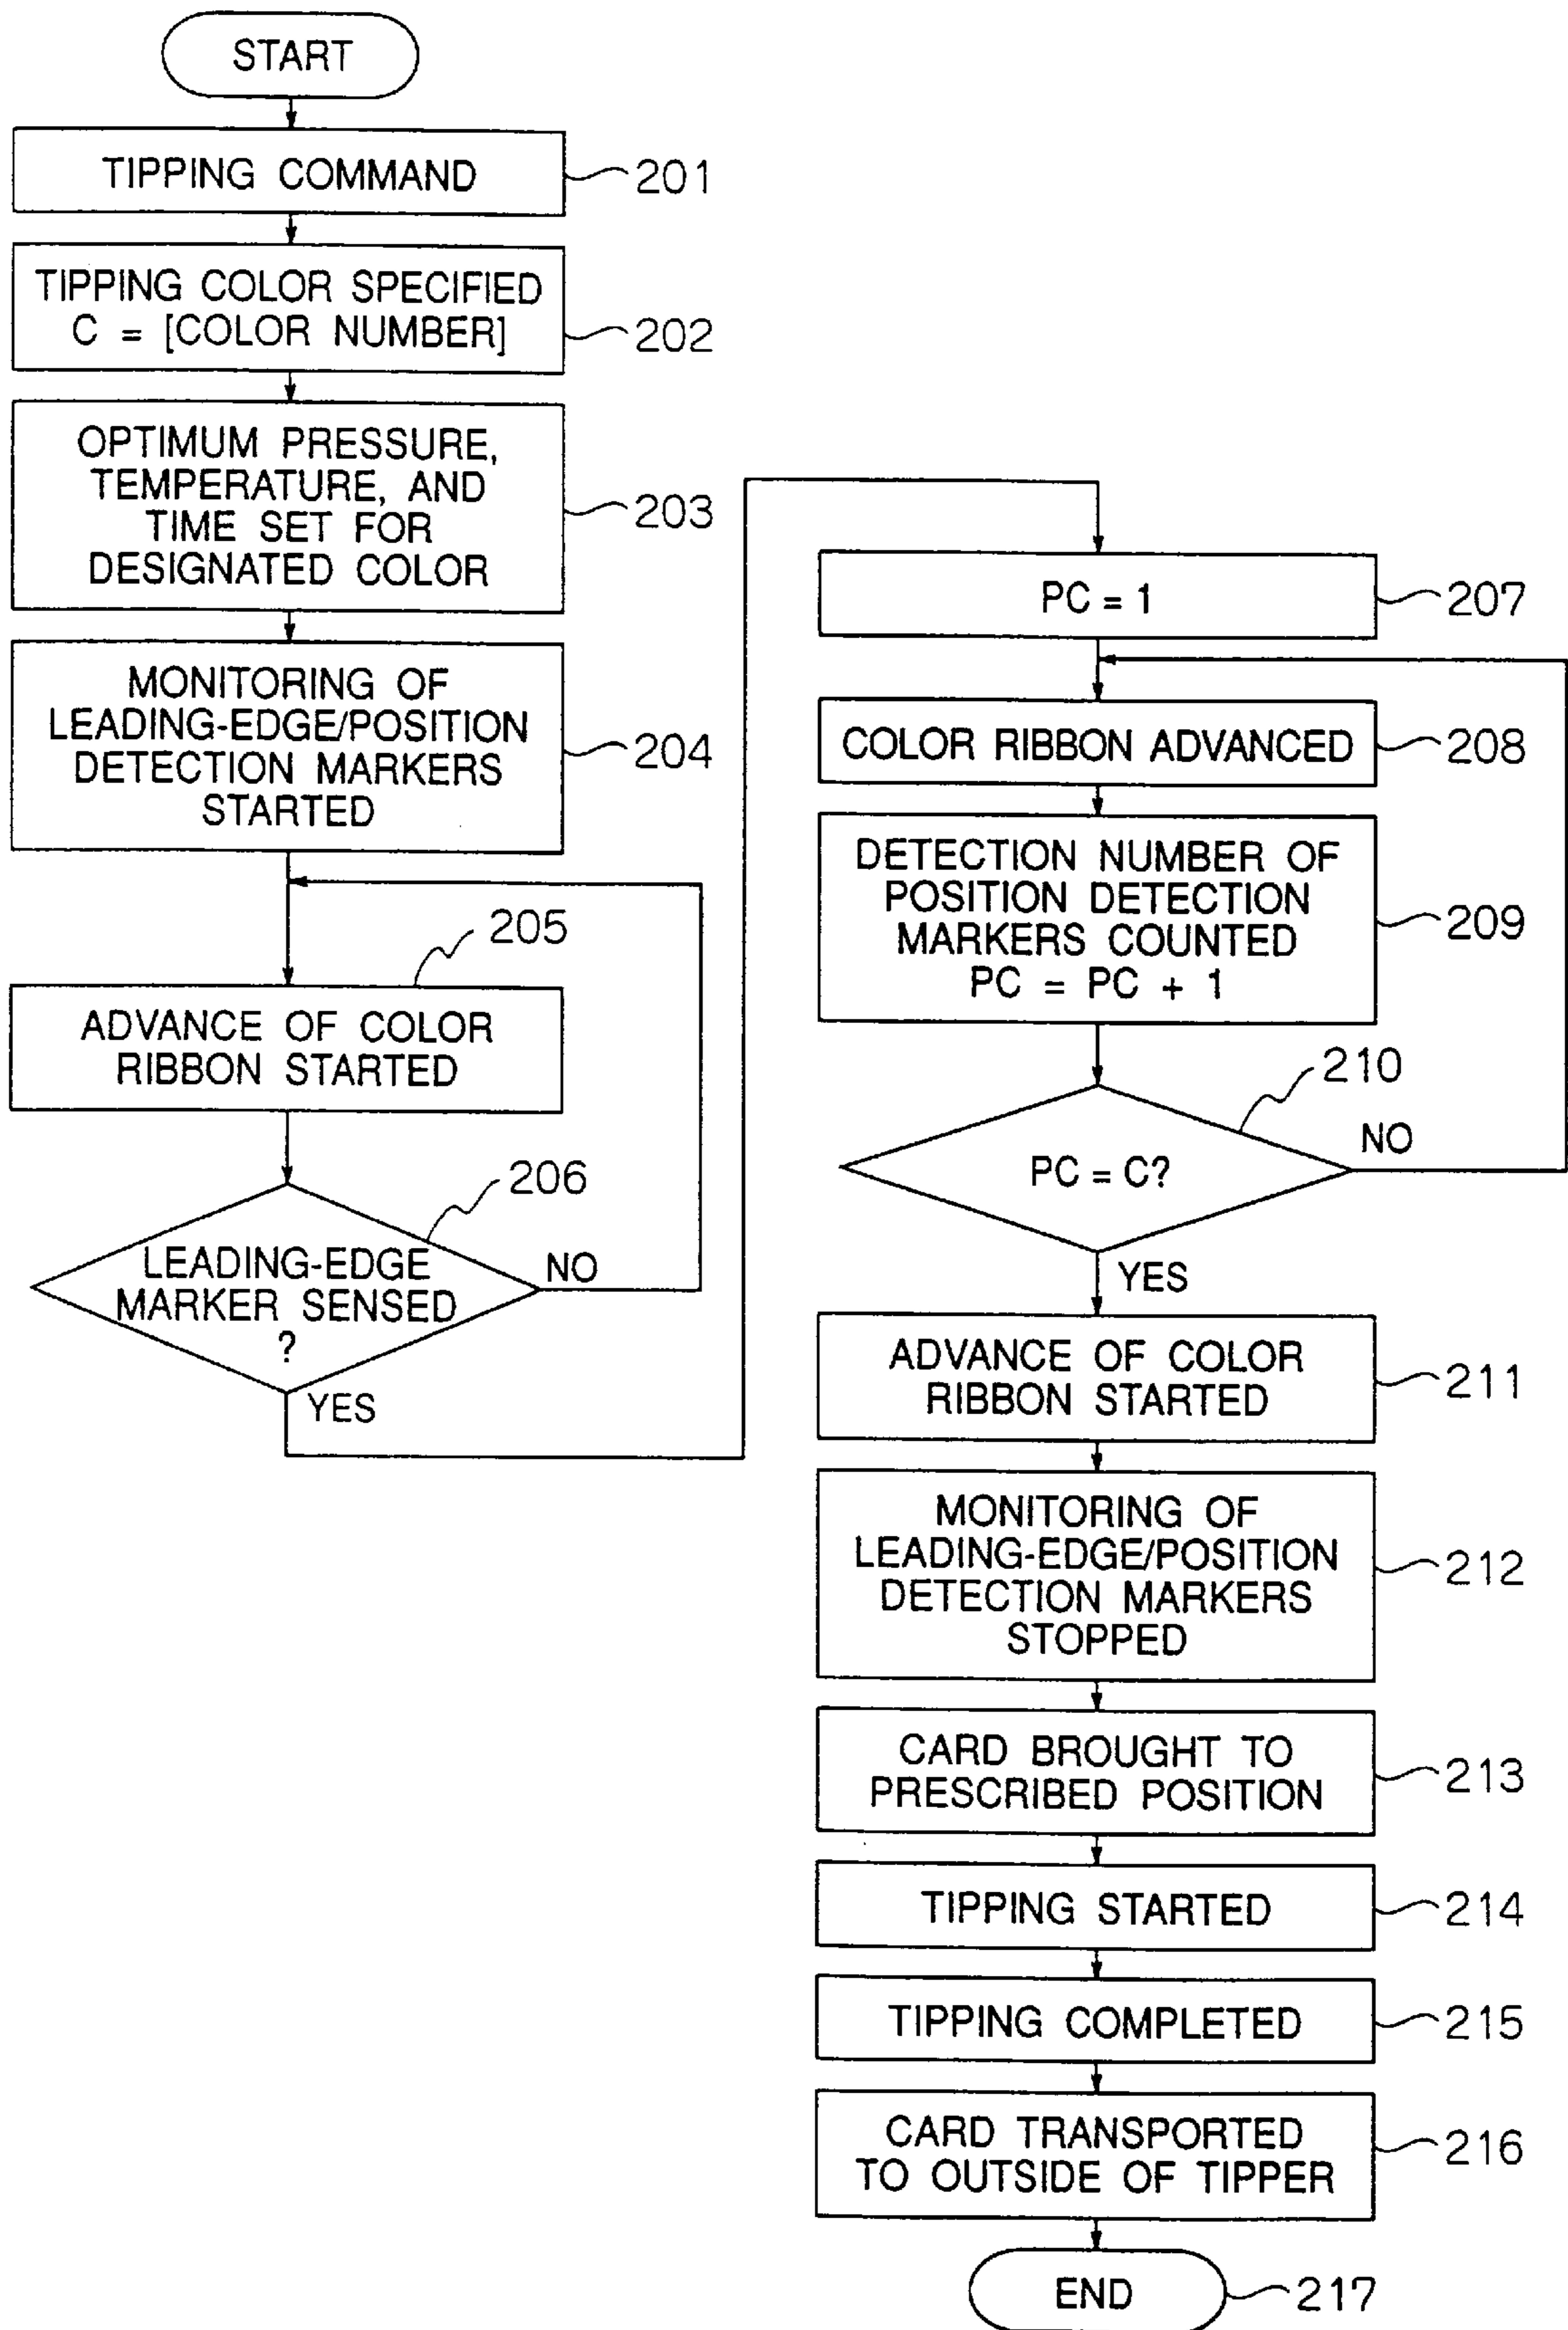 START
TIPPING COMMAND
201
TIPPING COLOR SPECIFIED
C = [COLOR NUMBER]
202
OPTIMUM PRESSURE,
TEMPERATURE, AND
TIME SET FOR
DESIGNATED COLOR
203
MONITORING OF
LEADING-EDGE/POSITION
DETECTION MARKERS
STARTED
204
205
ADVANCE OF COLOR
RIBBON STARTED
206
LEADING-EDGE
MARKER SENSED
?
NO
YES
PC = 1
207
COLOR RIBBON ADVANCED
208
DETECTION NUMBER OF
POSITION DETECTION
MARKERS COUNTED
PC = PC + 1
209
210
PC = C?
NO
YES
ADVANCE OF COLOR
RIBBON STARTED
211
MONITORING OF
LEADING-EDGE/POSITION
DETECTION MARKERS
STOPPED
212
CARD BROUGHT TO
PRESCRIBED POSITION
213
TIPPING STARTED
214
TIPPING COMPLETED
215
CARD TRANSPORTED
TO OUTSIDE OF TIPPER
216
END
217